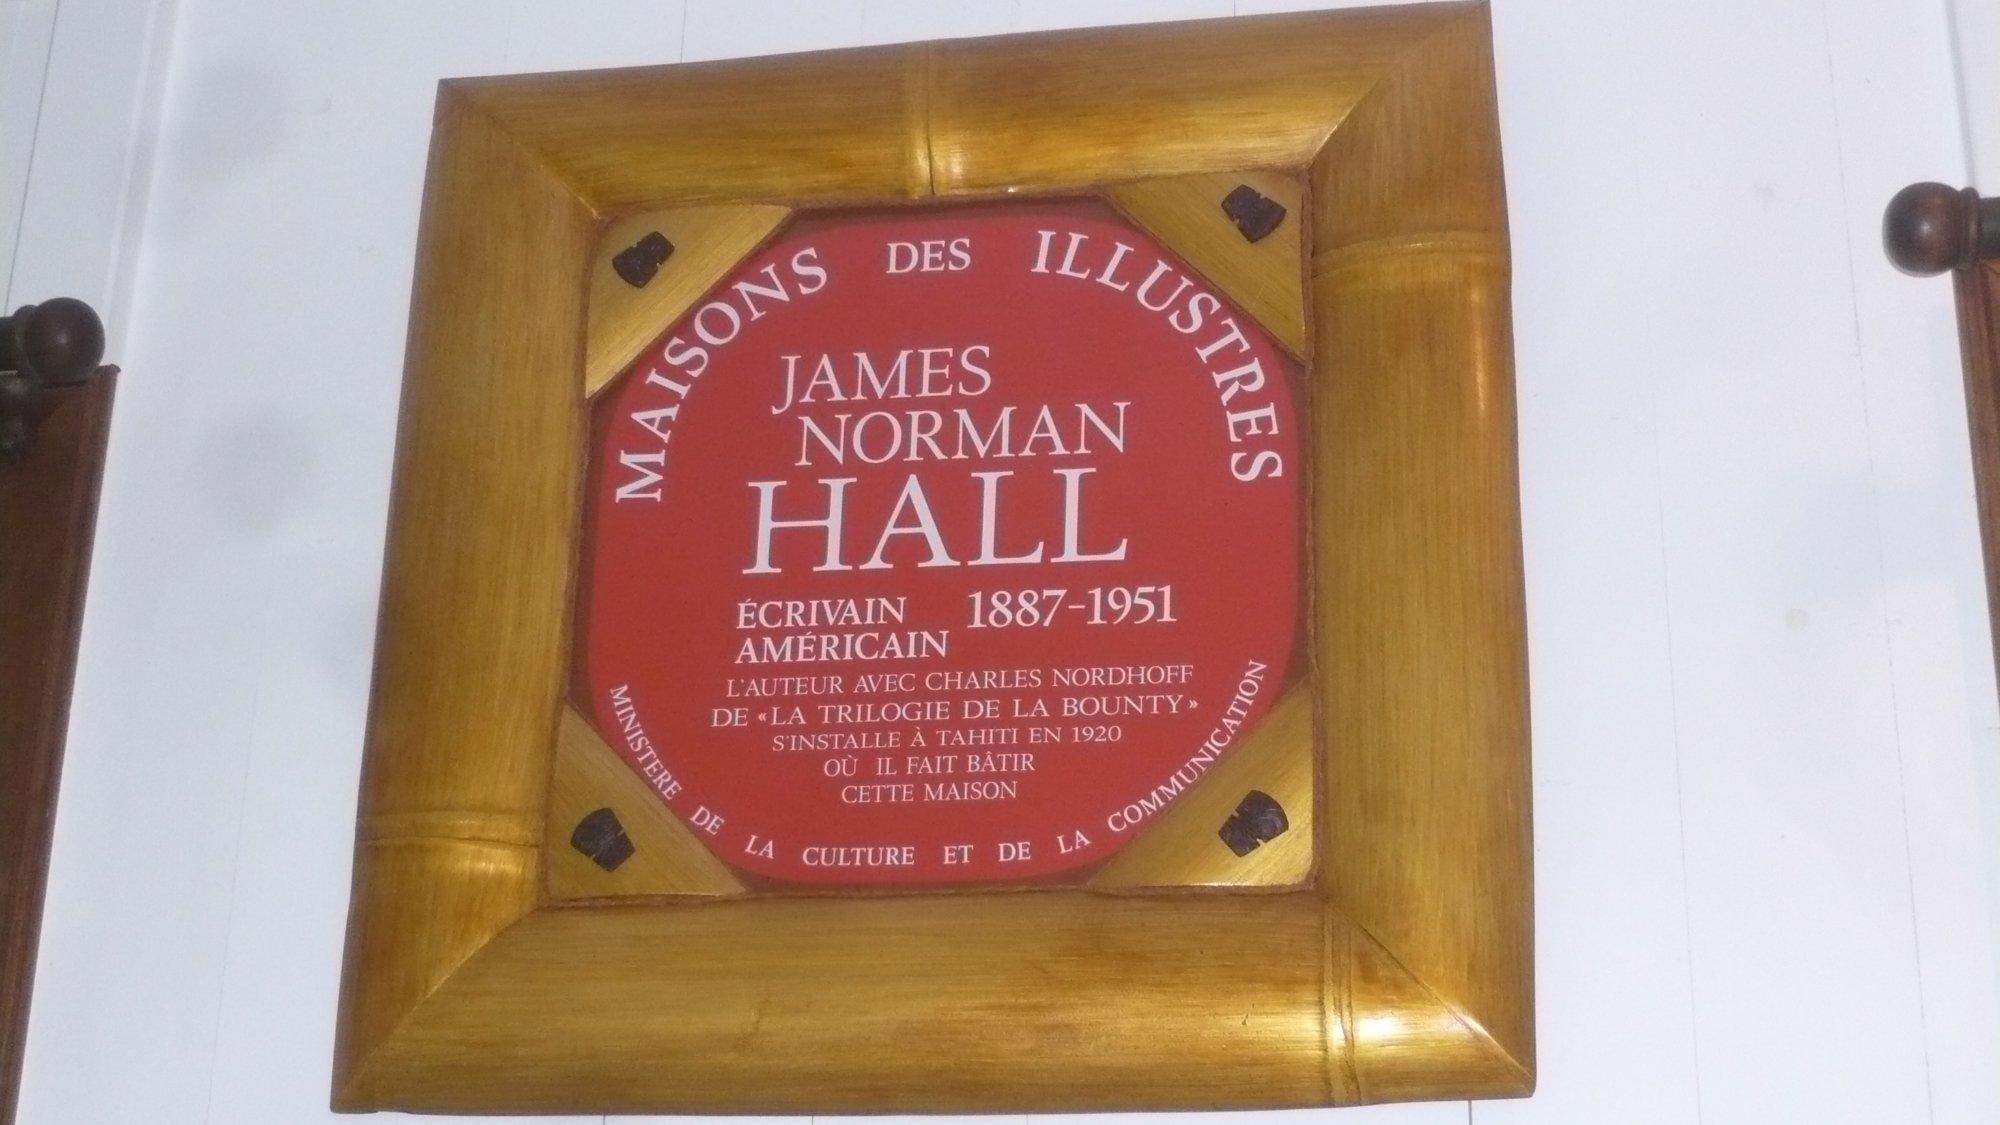 MAISONS DES ILLUSTRES
JAMES
NORMAN
HALL
ÉCRIVAIN 1887-1951
AMÉRICAIN
L'AUTEUR AVEC CHARLES NORDHOFF
DE «LA TRILOGIE DE LA BOUNTY»
S'INSTALLE À TAHITI EN 1920
OÙ IL FAIT BÂTIR
CETTE MAISON
MINISTERE DE LA CULTURE ET DE LA COMMUNICATION